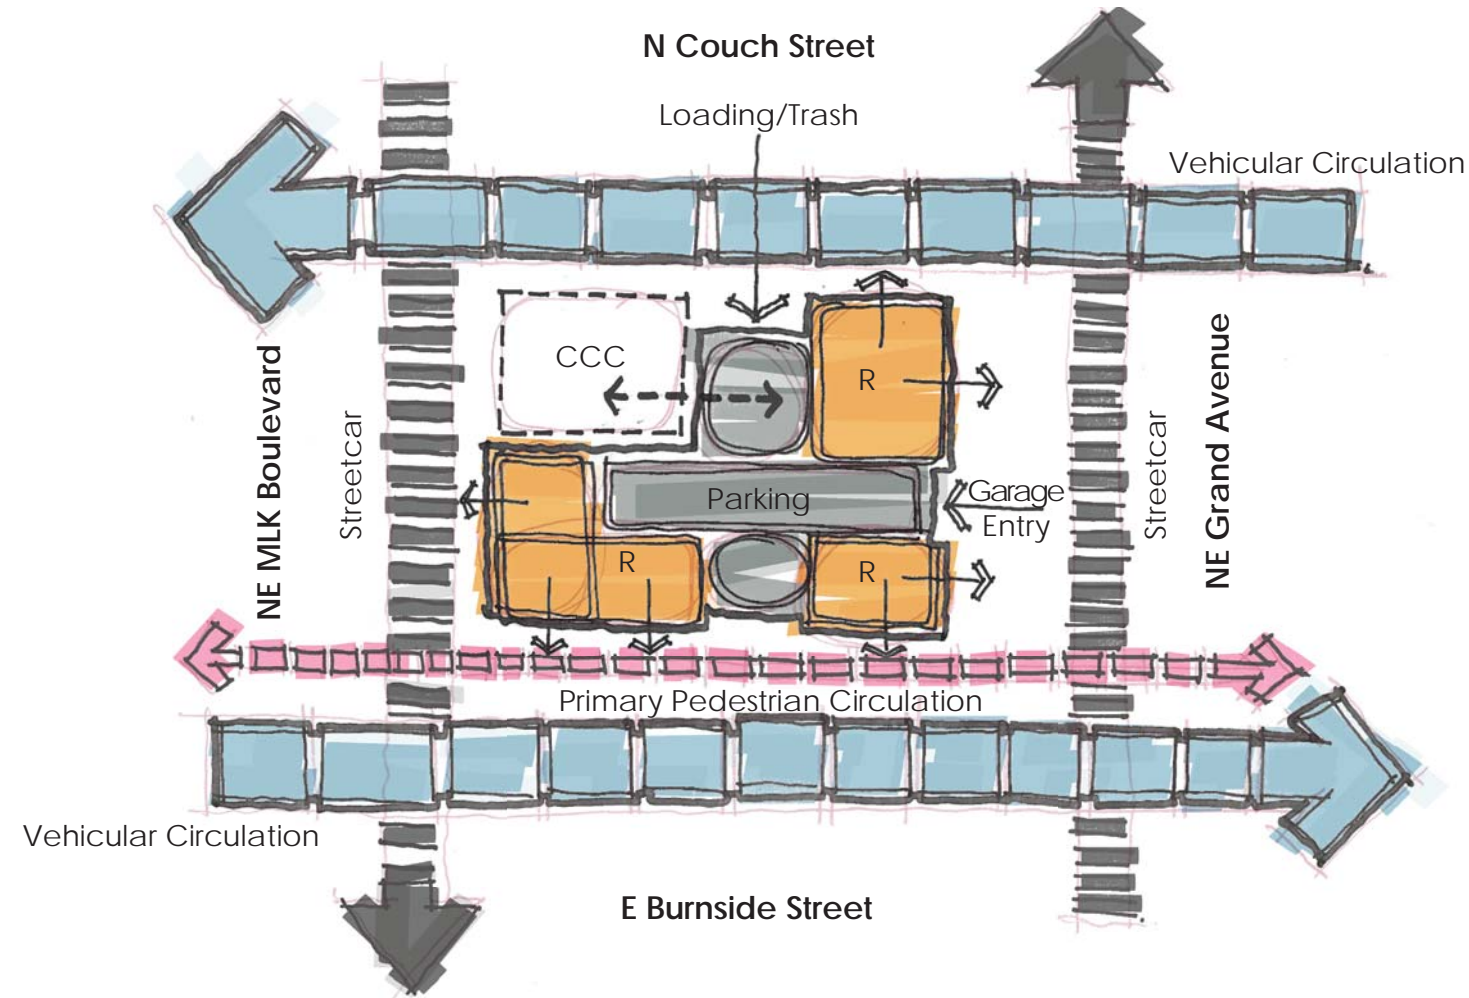 N Couch Street
Loading/Trash
Vehicular Circulation
CCC
R
NE MLK Boulevard
Streetcar
Parking
Garage
Entry
Streetcar
NE Grand Avenue
R
R
Primary Pedestrian Circulation
Vehicular Circulation
E Burnside Street